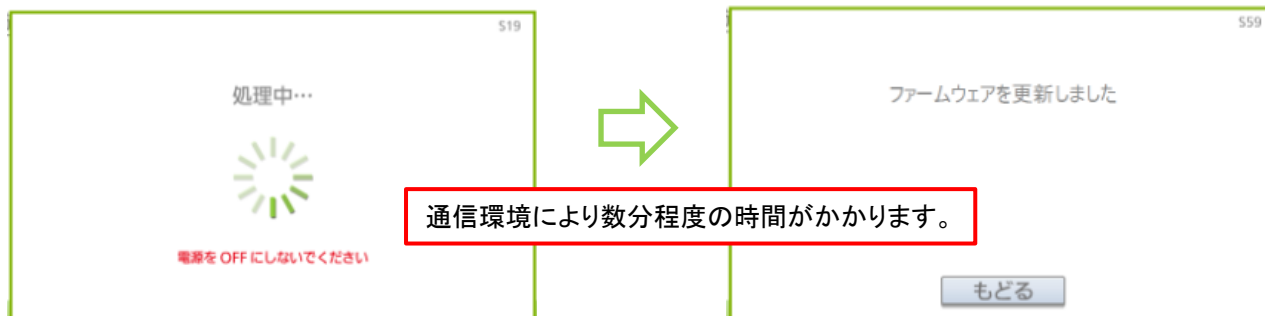 S19
処理中…
電源を OFF にしないでください
通信環境により数分程度の時間がかかります。
S59
ファームウェアを更新しました
もどる